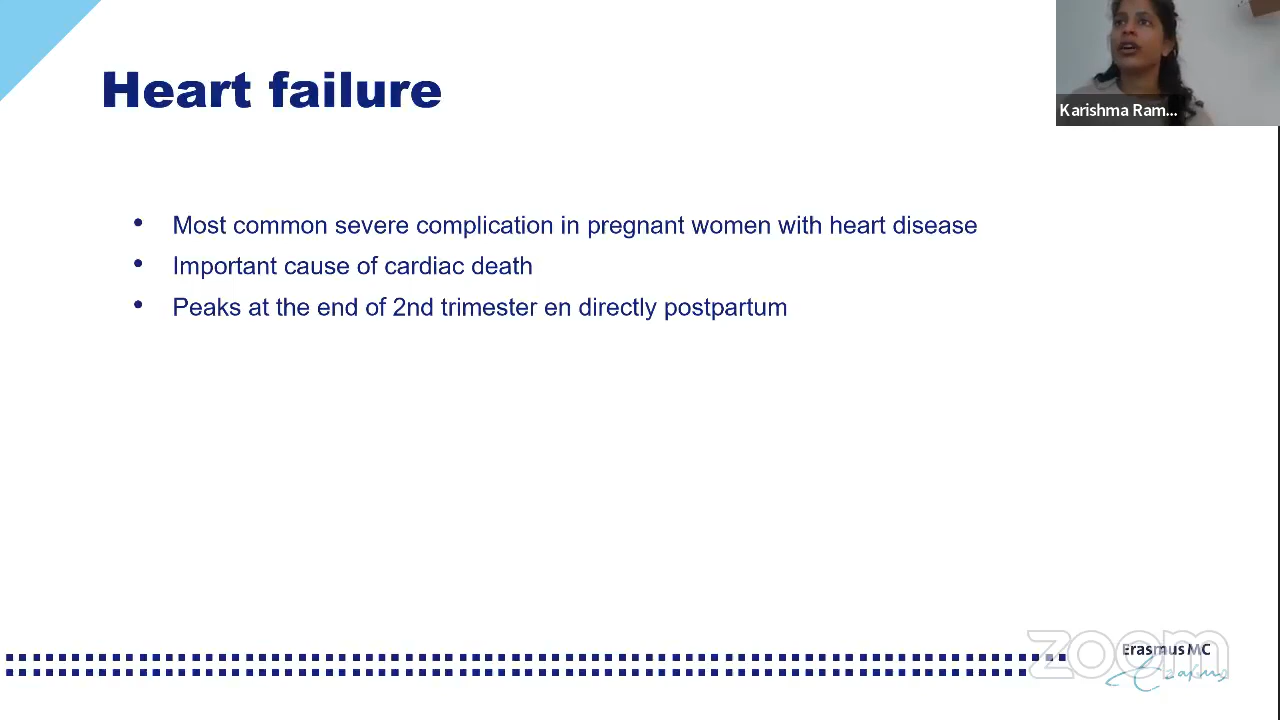 Heart failure
Karishma Ram...
• Most common severe complication in pregnant women with heart disease
• Important cause of cardiac death
• Peaks at the end of 2nd trimester en directly postpartum
zoom
Erasmus MC
Erasmus